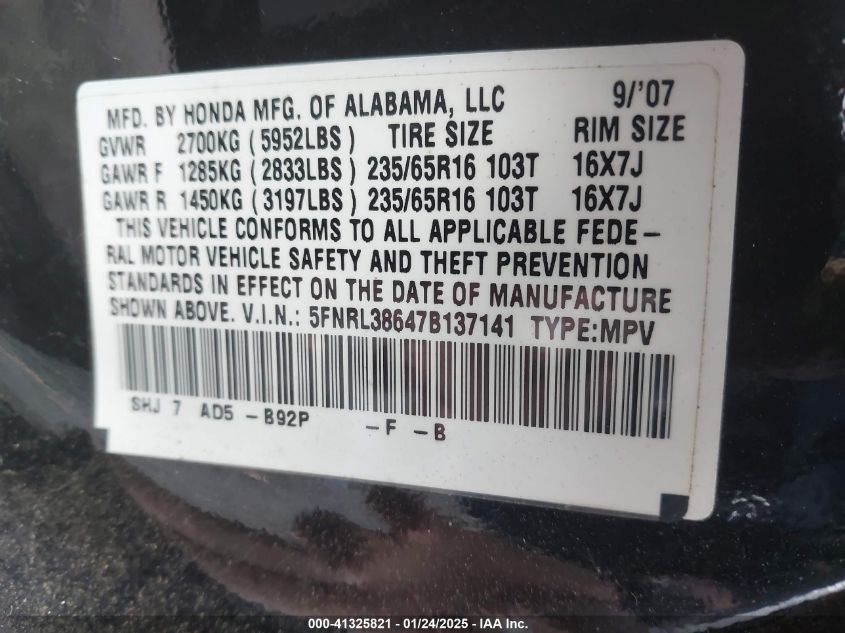 MFD. BY HONDA MFG. OF ALABAMA, LLC 9/'07
GVWR 2700KG (5952LBS) TIRE SIZE RIM SIZE
GAWR F 1285KG (2833LBS) 235/65R16 103T 16X7J
GAWR R 1450KG (3197LBS) 235/65R16 103T 16X7J
THIS VEHICLE CONFORMS TO ALL APPLICABLE FEDE-
RAL MOTOR VEHICLE SAFETY AND THEFT PREVENTION
STANDARDS IN EFFECT ON THE DATE OF MANUFACTURE
SHOWN ABOVE. V.I.N.: 5FNRL38647B137141 TYPE:MPV
SHJ 7 AD5 -B92P -F -B
000-41325821 - 01/24/2025 - IAA Inc.